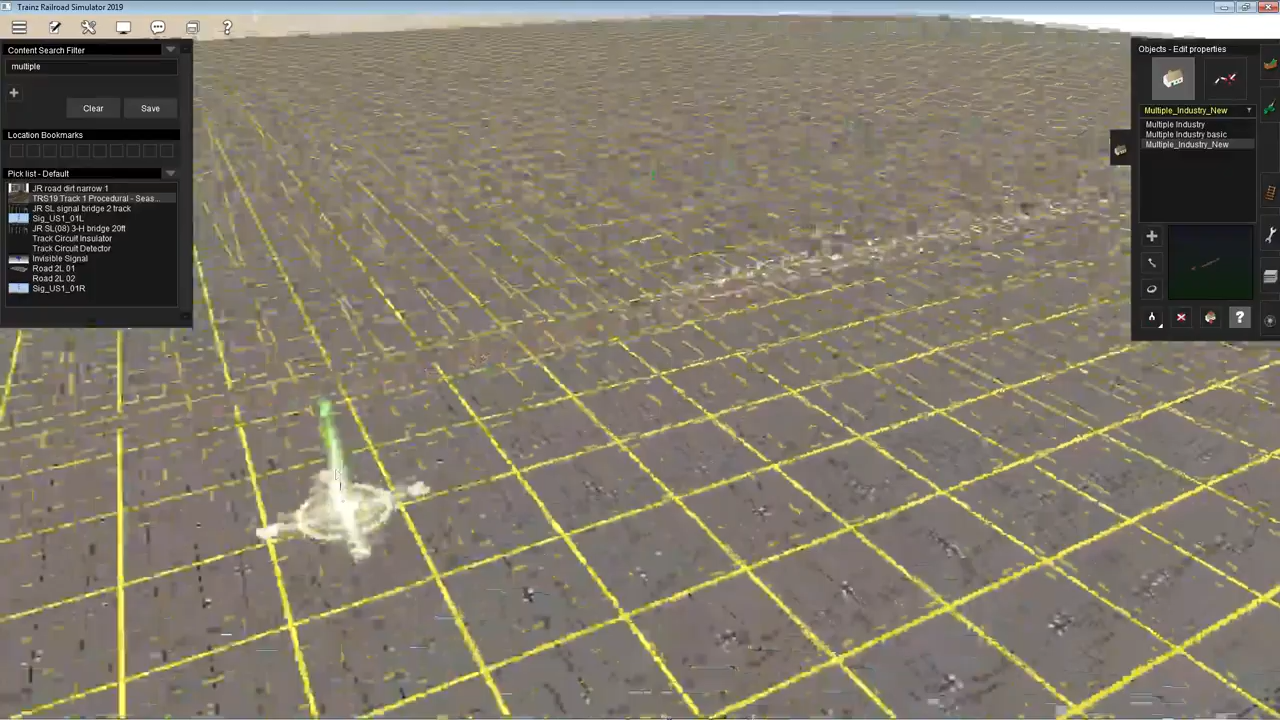 Trainz Railroad Simulator 2019
Content Search Filter
multiple
Clear
Save
Location Bookmarks
Pick list - Default
JR road dirt narrow 1
TRS19 Track 1 Procedural - Seas...
JR SL signal bridge 2 track
Sig_US1_01L
JR SL(08) 3-H bridge 20ft
Track Circuit Insulator
Track Circuit Detector
Invisible Signal
Road 2L 01
Road 2L 02
Sig_US1_01R
Objects - Edit properties
Multiple_Industry_New
Multiple Industry
Multiple Industry basic
Multiple_Industry_New
?